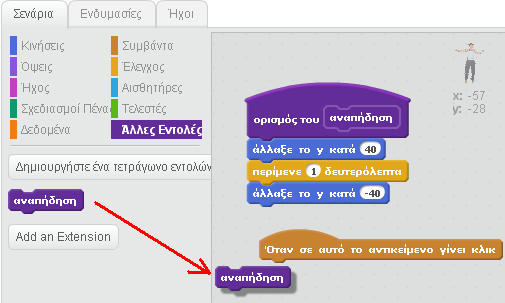 Σενάρια Ενδυμασίες Ήχοι
Κινήσεις Συμβάντα
Όψεις Έλεγχος
Ήχος Αισθητήρες
Σχεδιασμοί Πένας Τελεστές
Δεδομένα Άλλες Εντολές
Δημιουργήστε ένα τετράγωνο εντολών
αναπήδηση
Add an Extension
x: -57
y: -28
ορισμός του αναπήδηση
άλλαξε το y κατά 40
περίμενε 1 δευτερόλεπτα
άλλαξε το y κατά -40
Όταν σε αυτό το αντικείμενο γίνει κλικ
αναπήδηση